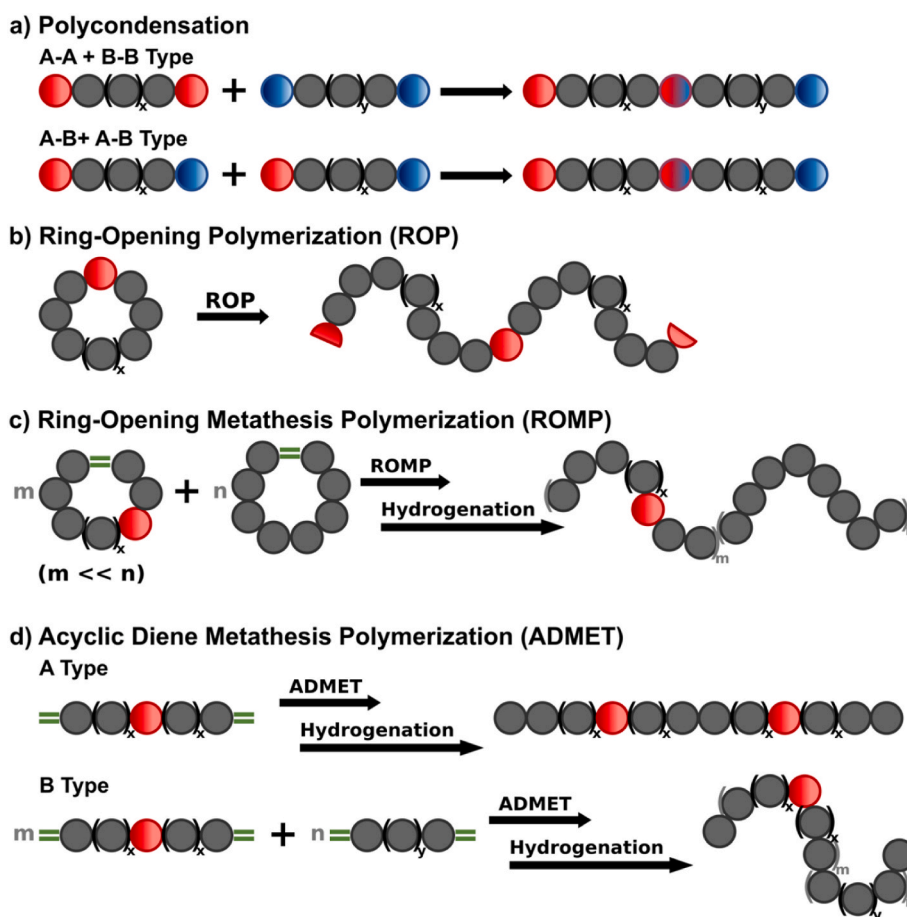 a) Polycondensation
A-A + B-B Type
x + y x y
A-B+ A-B Type
x + x x x
b) Ring-Opening Polymerization (ROP)
ROP
x x x
c) Ring-Opening Metathesis Polymerization (ROMP)
m x + n ROMP
Hydrogenation
x m
(m << n)
d) Acyclic Diene Metathesis Polymerization (ADMET)
A Type
ADMET
x x x x x x
Hydrogenation
B Type
m x x + n y ADMET
Hydrogenation
x x m y